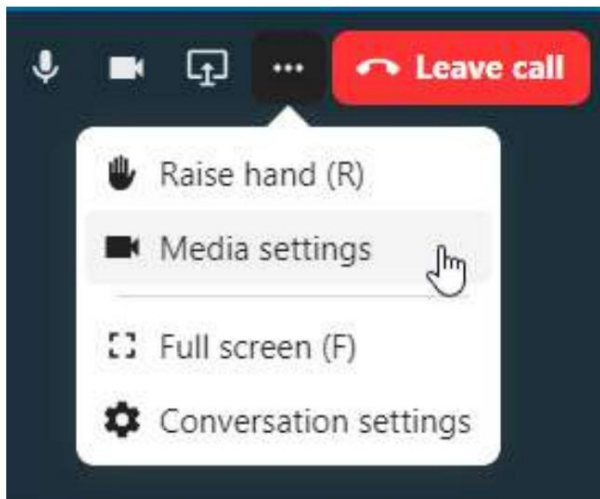 Leave call
Raise hand (R)
Media settings
Full screen (F)
Conversation settings